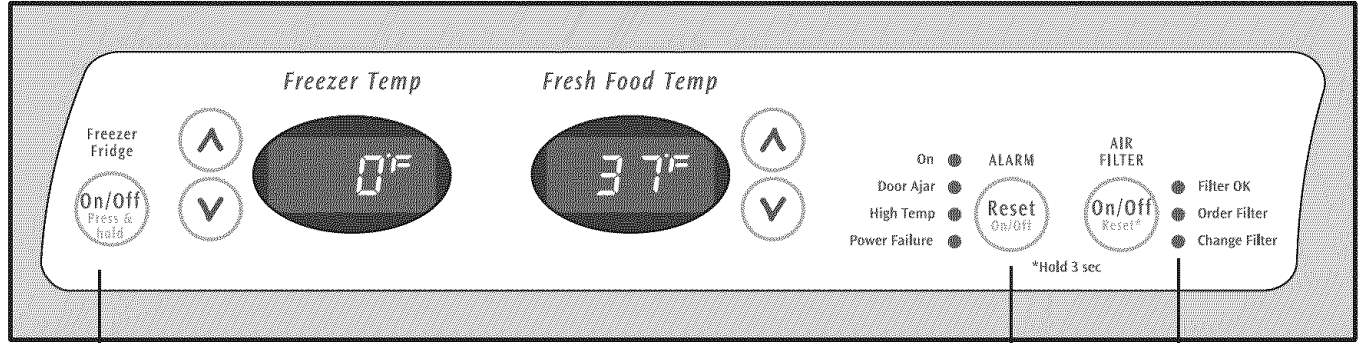 Freezer Temp
Fresh Food Temp
Freezer
Fridge
On/Off
Press &
hold
0°F
37°F
On
Door Ajar
High Temp
Power Failure
ALARM
Reset
On/Off
AIR
FILTER
On/Off
Reset*
*Hold 3 sec
Filter OK
Order Filter
Change Filter